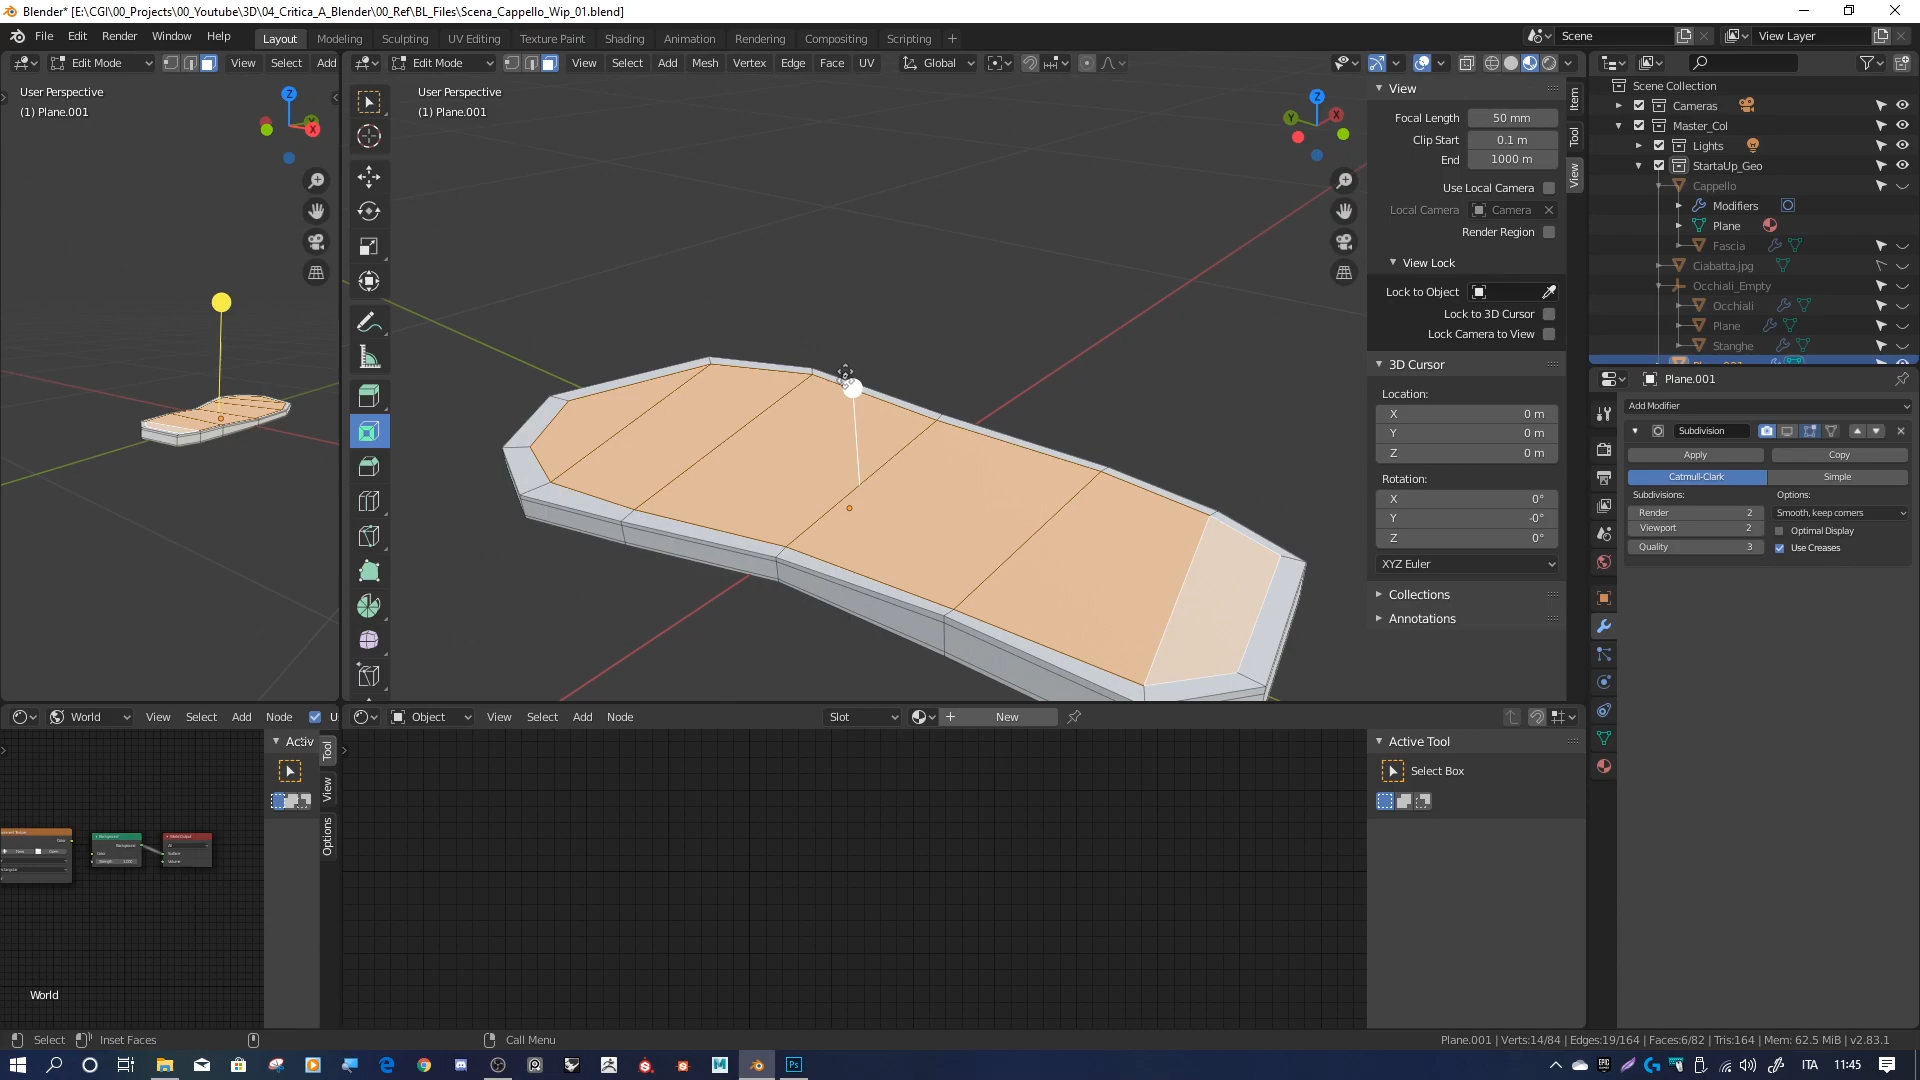 Blender* [E:\CGI\00_Projects\00_Youtube\3D\04_Critica_A_Blender\00_Ref\BL_Files\Scena_Cappello_Wip_01.blend]
File Edit Render Window Help
Layout Modeling Sculpting UV Editing Texture Paint Shading Animation Rendering Compositing Scripting +
Scene
View Layer
Edit Mode View Select Add
Edit Mode View Select Add Mesh Vertex Edge Face UV Global
User Perspective
(1) Plane.001
User Perspective
(1) Plane.001
View
Focal Length 50 mm
Clip Start 0.1 m
End 1000 m
Use Local Camera
Local Camera Camera
Render Region
View Lock
Lock to Object
Lock to 3D Cursor
Lock Camera to View
3D Cursor
Location:
X 0 m
Y 0 m
Z 0 m
Rotation:
X 0°
Y -0°
Z 0°
XYZ Euler
Collections
Annotations
Item
Tool
View
Scene Collection
Cameras
Master_Col
Lights
StartaUp_Geo
Cappello
Modifiers
Plane
Fascia
Ciabatta.jpg
Occhiali_Empty
Occhiali
Plane
Stanghe
Plane.001
Add Modifier
Subdivision
Apply Copy
Catmull-Clark Simple
Subdivisions: Options:
Render 2 Smooth, keep corners
Viewport 2 Optimal Display
Quality 3 Use Creases
World View Select Add Node U
Object View Select Add Node Slot New
Activ
Tool
View
Options
Active Tool
Select Box
Background
World
Select Inset Faces Call Menu
Plane.001 | Verts:14/84 | Edges:19/164 | Faces:6/82 | Tris:164 | Mem: 62.5 MiB | v2.83.1
ITA 11:45